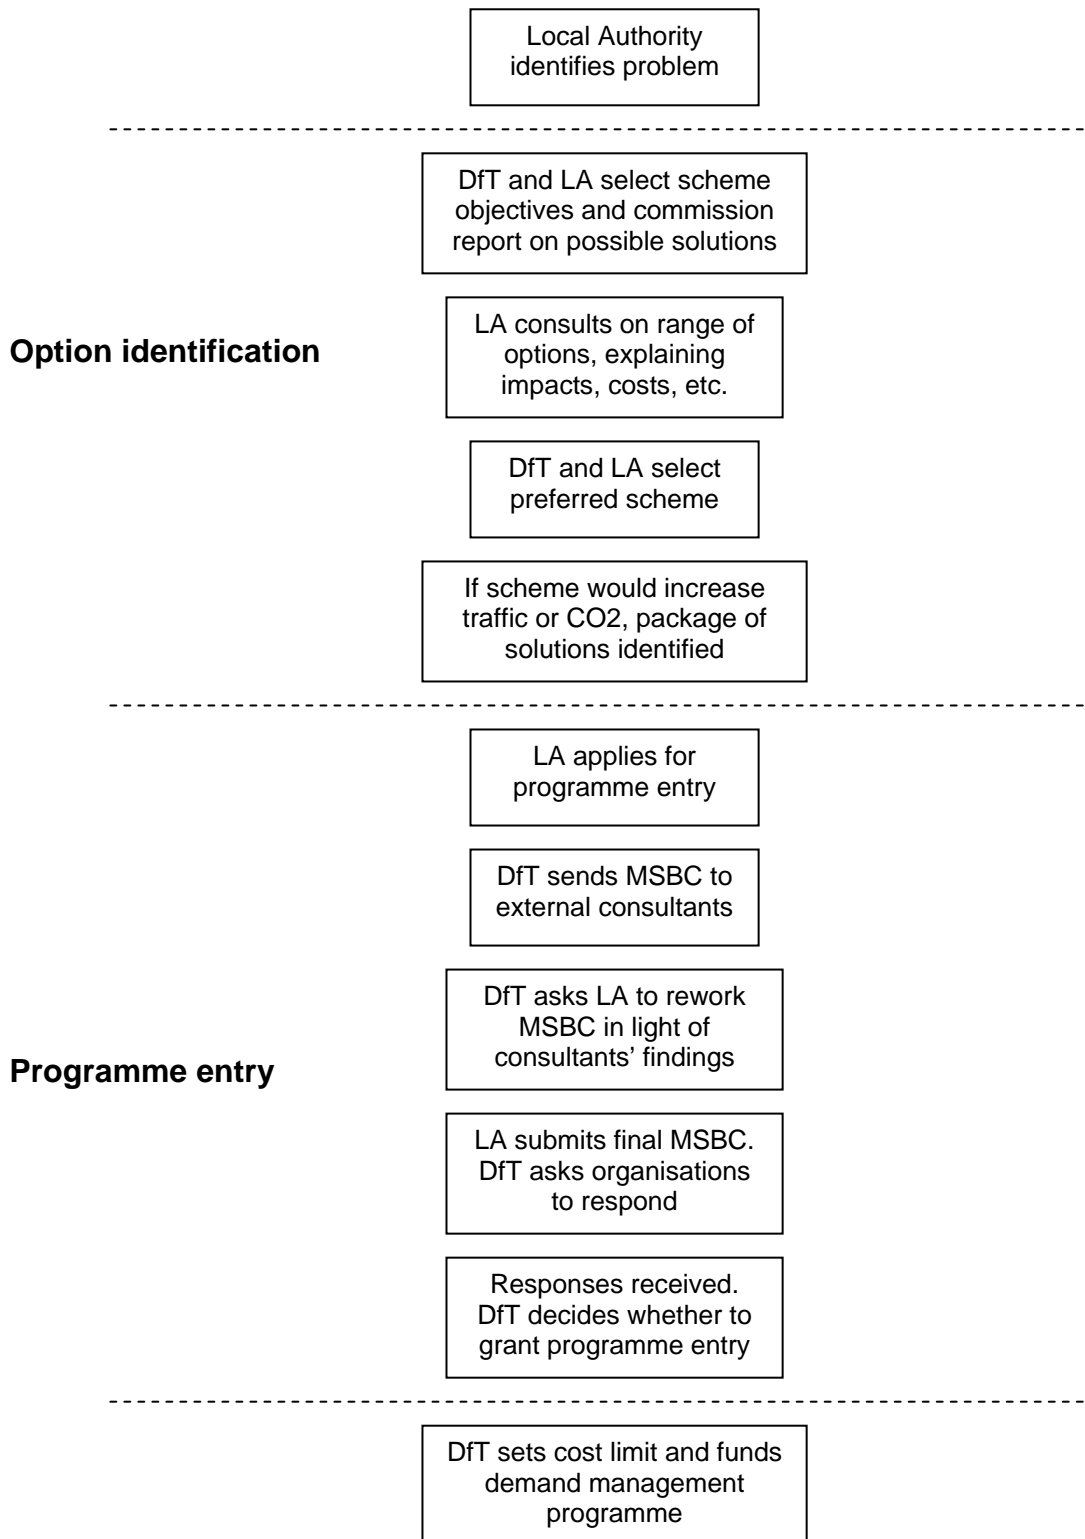 Local Authority
identifies problem
DfT and LA select scheme
objectives and commission
report on possible solutions
Option identification
LA consults on range of
options, explaining
impacts, costs, etc.
DfT and LA select
preferred scheme
If scheme would increase
traffic or CO2, package of
solutions identified
LA applies for
programme entry
DfT sends MSBC to
external consultants
DfT asks LA to rework
MSBC in light of
consultants’ findings
Programme entry
LA submits final MSBC.
DfT asks organisations
to respond
Responses received.
DfT decides whether to
grant programme entry
DfT sets cost limit and funds
demand management
programme